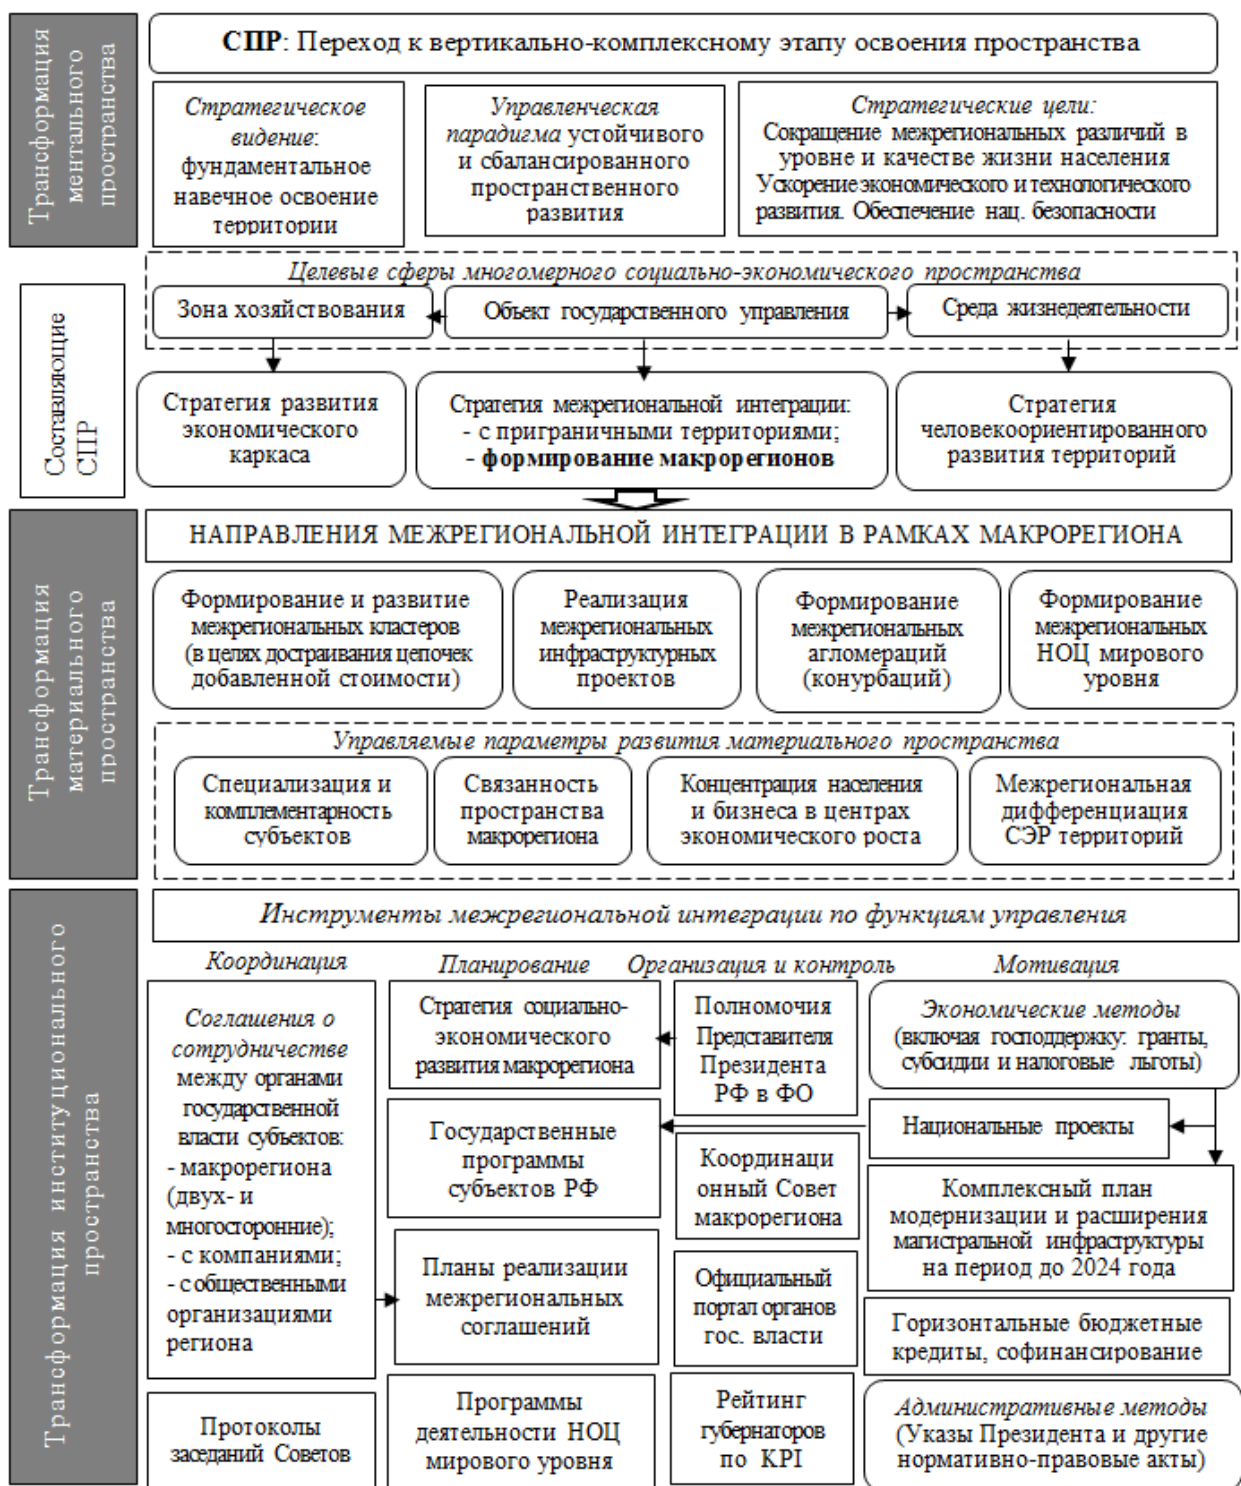 Трансформация
ментального
пространства
СПР: Переход к вертикально-комплексному этапу освоения пространства
Стратегическое
видение:
фундаментальное
навечное освоение
территории
Управленческая
парадигма устойчивого
и сбалансированного
пространственного
развития
Стратегические цели:
Сокращение межрегиональных различий в
уровне и качестве жизни населения
Ускорение экономического и технологического
развития. Обеспечение нац. безопасности
Составляющие
СПР
Целевые сферы многомерного социально-экономического пространства
Зона хозяйствования
Объект государственного управления
Среда жизнедеятельности
Стратегия развития
экономического
каркаса
Стратегия межрегиональной интеграции:
- с приграничными территориями;
- формирование макрорегионов
Стратегия
человекоориентированного
развития территорий
Трансформация
материального
пространства
НАПРАВЛЕНИЯ МЕЖРЕГИОНАЛЬНОЙ ИНТЕГРАЦИИ В РАМКАХ МАКРОРЕГИОНА
Формирование и развитие
межрегиональных кластеров
(в целях достраивания цепочек
добавленной стоимости)
Реализация
межрегиональных
инфраструктурных
проектов
Формирование
межрегиональных
агломераций
(конурбаций)
Формирование
межрегиональных
НОЦ мирового
уровня
Управляемые параметры развития материального пространства
Специализация и
комплементарность
субъектов
Связанность
пространства
макрорегиона
Концентрация населения
и бизнеса в центрах
экономического роста
Межрегиональная
дифференциация
СЭР территорий
Трансформация институционального
пространства
Инструменты межрегиональной интеграции по функциям управления
Координация
Соглашения о
сотрудничестве
между органами
государственной
власти субъектов:
- макрорегиона
(двух- и
многосторонние);
- с компаниями;
- с общественными
организациями
региона
Протоколы
заседаний Советов
Планирование
Стратегия социально-
экономического
развития макрорегиона
Государственные
программы
субъектов РФ
Планы реализации
межрегиональных
соглашений
Программы
деятельности НОЦ
мирового уровня
Организация и контроль
Полномочия
Представителя
Президента
РФ в ФО
Координаци
онный Совет
макрорегиона
Официальный
портал органов
гос. власти
Рейтинг
губернаторов
по KPI
Мотивация
Экономические методы
(включая господдержку: гранты,
субсидии и налоговые льготы)
Национальные проекты
Комплексный план
модернизации и расширения
магистральной инфраструктуры
на период до 2024 года
Горизонтальные бюджетные
кредиты, софинансирование
Административные методы
(Указы Президента и другие
нормативно-правовые акты)